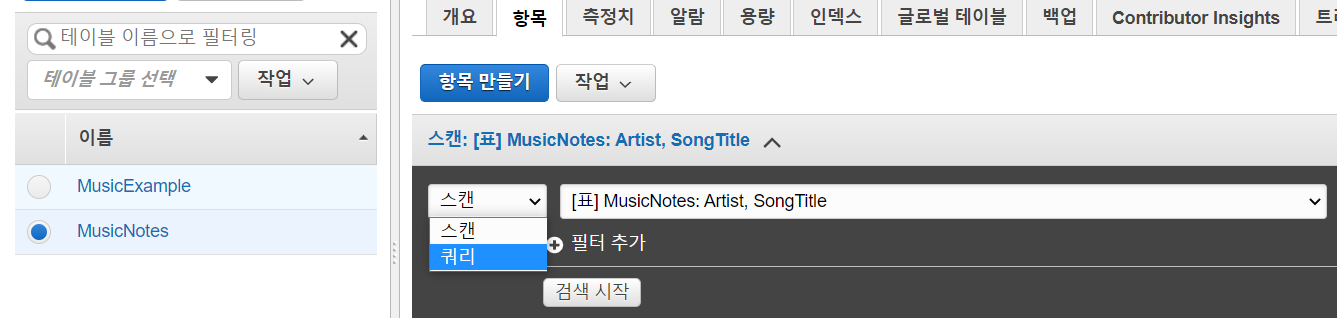 테이블 이름으로 필터링
테이블 그룹 선택
작업
이름
MusicExample
MusicNotes
개요
항목
측정치
알람
용량
인덱스
글로벌 테이블
백업
Contributor Insights
트리
항목 만들기
작업
스캔: [표] MusicNotes: Artist, SongTitle
스캔
[표] MusicNotes: Artist, SongTitle
스캔
쿼리
필터 추가
검색 시작